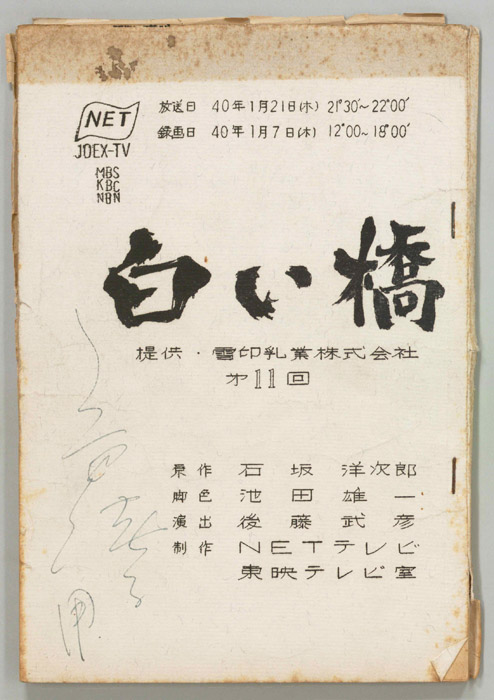 NET
JOEX-TV
MBS
KBC
NBN
放送日 40年1月21日(木) 21°30'~22°00'
録画日 40年1月7日(木) 12°00~18°00'
白い橋
提供・雪印乳業株式会社
第11回
原作 石坂洋次郎
脚色 池田雄一
演出 後藤武彦
制作 NETテレビ
東映テレビ室
用